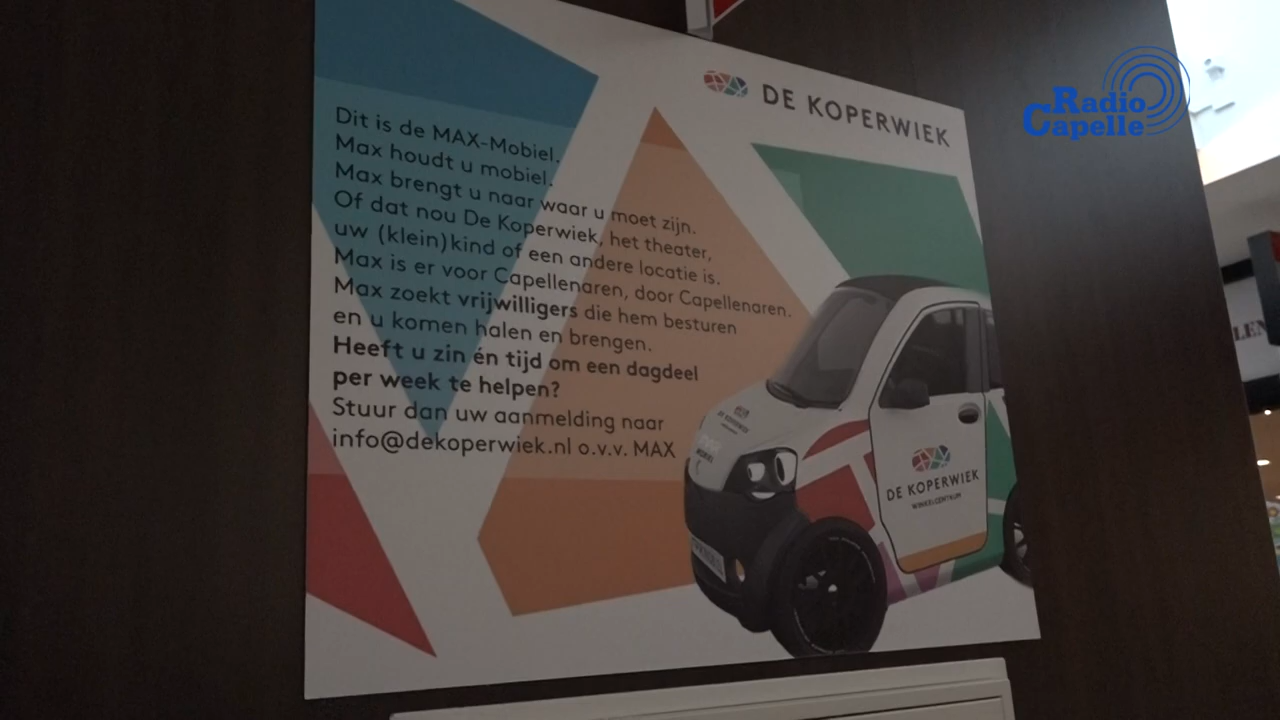 Radio
Capelle
DE KOPERWIEK
Dit is de MAX-Mobiel.
Max houdt u mobiel.
Max brengt u naar waar u moet zijn.
Of dat nou De Koperwiek, het theater,
uw (klein)kind of een andere locatie is.
Max is er voor Capellenaren, door Capellenaren.
Max zoekt vrijwilligers die hem besturen
en u komen halen en brengen.
Heeft u zin én tijd om een dagdeel
per week te helpen?
Stuur dan uw aanmelding naar
info@dekoperwiek.nl o.v.v. MAX
DE KOPERWIEK
WINKELCENTRUM